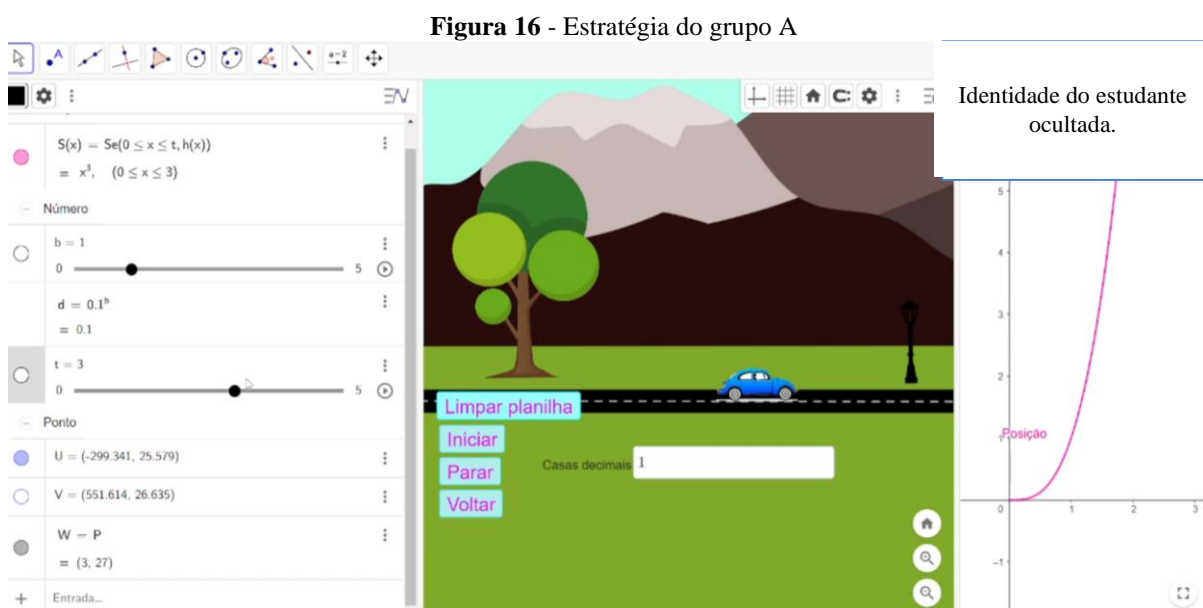 Figura 16 - Estratégia do grupo A
A
a=2
Identidade do estudante
ocultada.
S(x) = Se(0 ≤ x ≤ t, h(x))
= x³, (0 ≤ x ≤ 3)
Número
b = 1
0 5
d = 0.1ᵇ
= 0.1
t = 3
0 5
Ponto
U = (-299.341, 25.579)
V = (551.614, 26.635)
W = P
= (3, 27)
Entrada...
Limpar planilha
Iniciar
Parar
Voltar
Casas decimais 1
5
4
3
2
1
Posição
0 1 2 3
-1